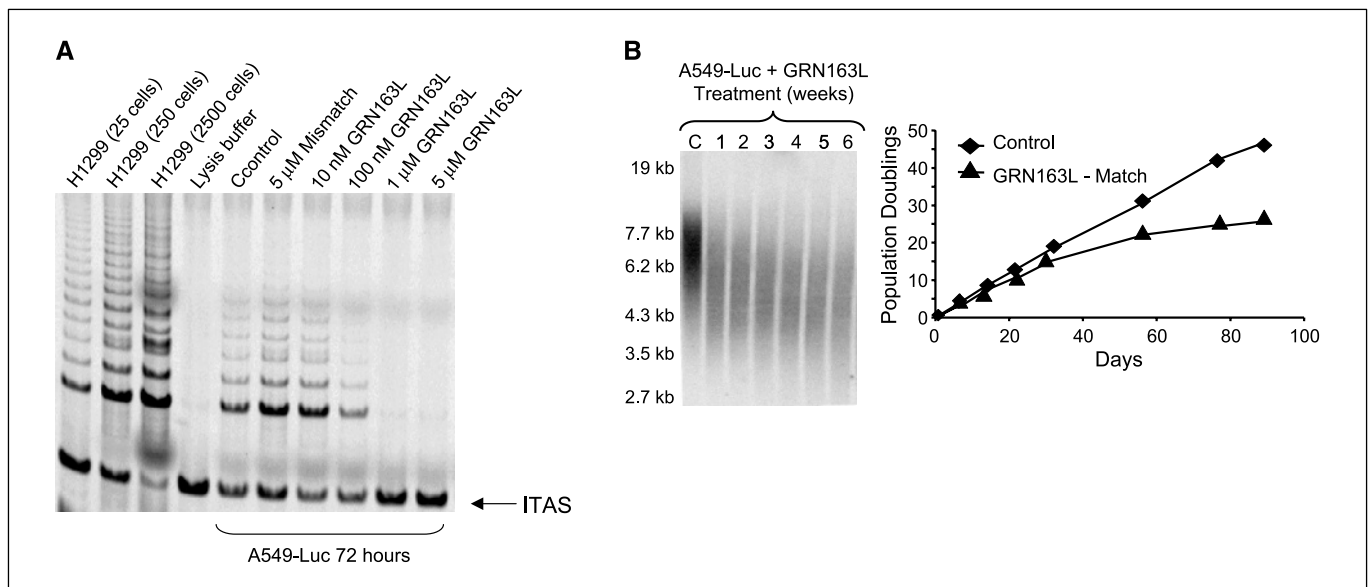 A
H1299 (25 cells)
H1299 (250 cells)
H1299 (2500 cells)
Lysis buffer
Ccontrol
5 μM Mismatch
10 nM GRN163L
100 nM GRN163L
1 μM GRN163L
5 μM GRN163L
ITAS
A549-Luc 72 hours
B
A549-Luc + GRN163L
Treatment (weeks)
C 1 2 3 4 5 6
19 kb
7.7 kb
6.2 kb
4.3 kb
3.5 kb
2.7 kb
Population Doublings
50
40
30
20
10
0
Control
GRN163L - Match
0 20 40 60 80 100
Days